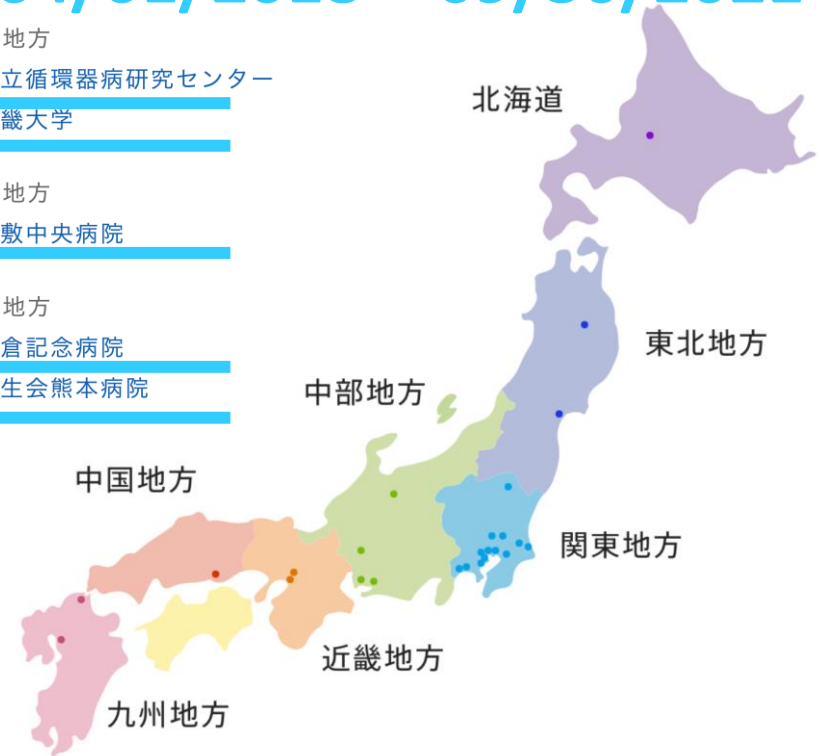 地方
立循環器病研究センター
畿大学
地方
敷中央病院
地方
倉記念病院
生会熊本病院
北海道
東北地方
中部地方
中国地方
関東地方
近畿地方
九州地方